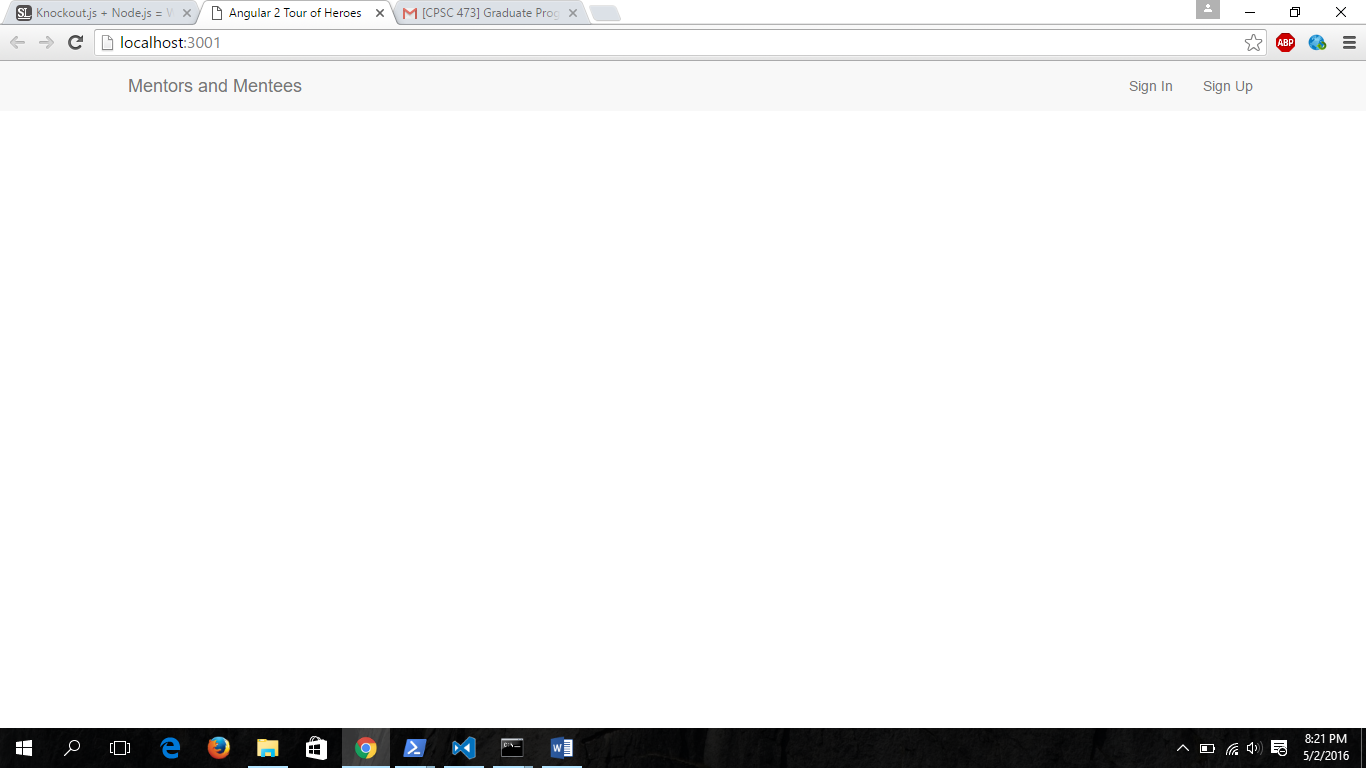 SL Knockout.js + Node.js =
Angular 2 Tour of Heroes
[CPSC 473] Graduate Prog
localhost:3001
ABP
Mentors and Mentees
Sign In
Sign Up
8:21 PM
5/2/2016